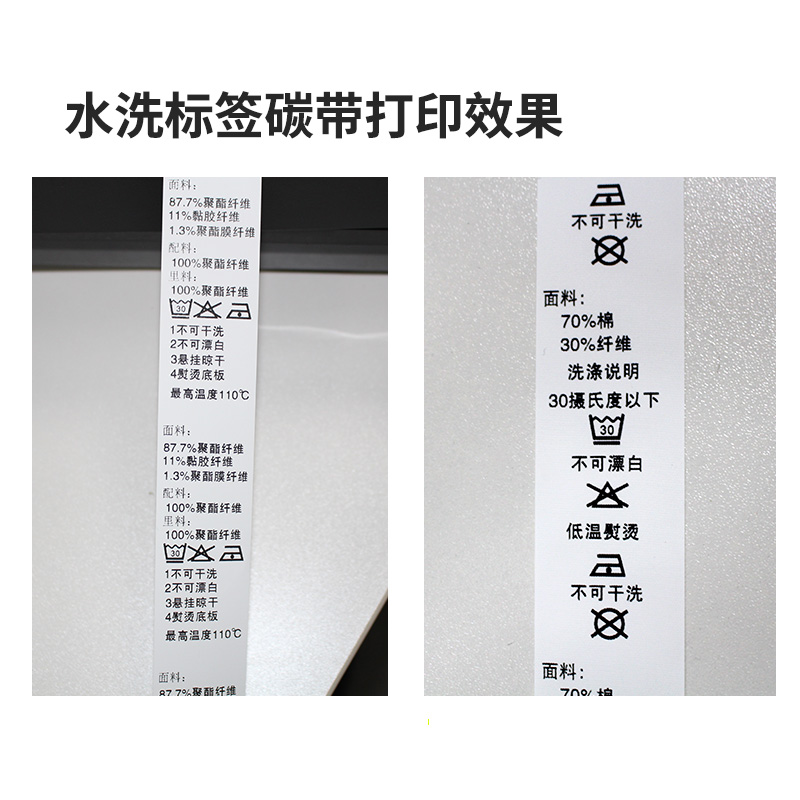 水洗标签碳带打印效果
面料：
87.7%聚酯纤维
11%黏胶纤维
1.3%聚酯膜纤维
配料：
100%聚酯纤维
里料：
100%聚酯纤维
30
1不可干洗
2不可漂白
3悬挂晾干
4熨烫底板
最高温度110℃
面料：
87.7%聚酯纤维
11%黏胶纤维
1.3%聚酯膜纤维
配料：
100%聚酯纤维
里料：
100%聚酯纤维
30
1不可干洗
2不可漂白
3悬挂晾干
4熨烫底板
最高温度110℃
面料：
87.7%聚酯纤维
不可干洗
面料：
70%棉
30%纤维
洗涤说明
30摄氏度以下
30
不可漂白
低温熨烫
不可干洗
面料：
70%棉